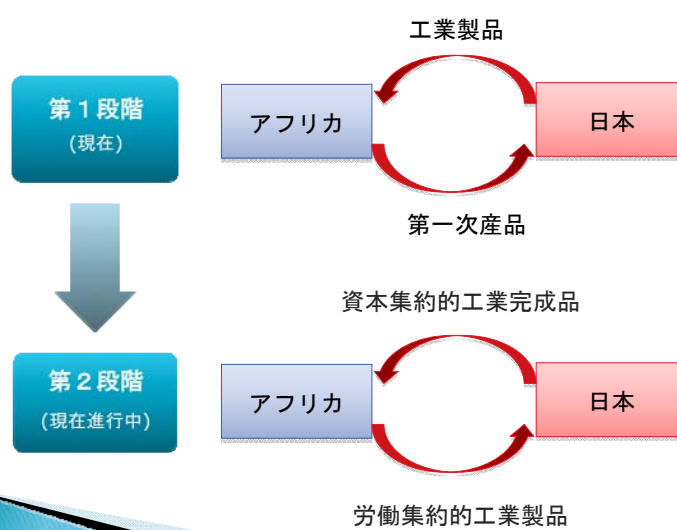 工業製品
第1段階
(現在)
アフリカ
日本
第一次産品
資本集約的工業完成品
第2段階
(現在進行中)
アフリカ
日本
労働集約的工業製品